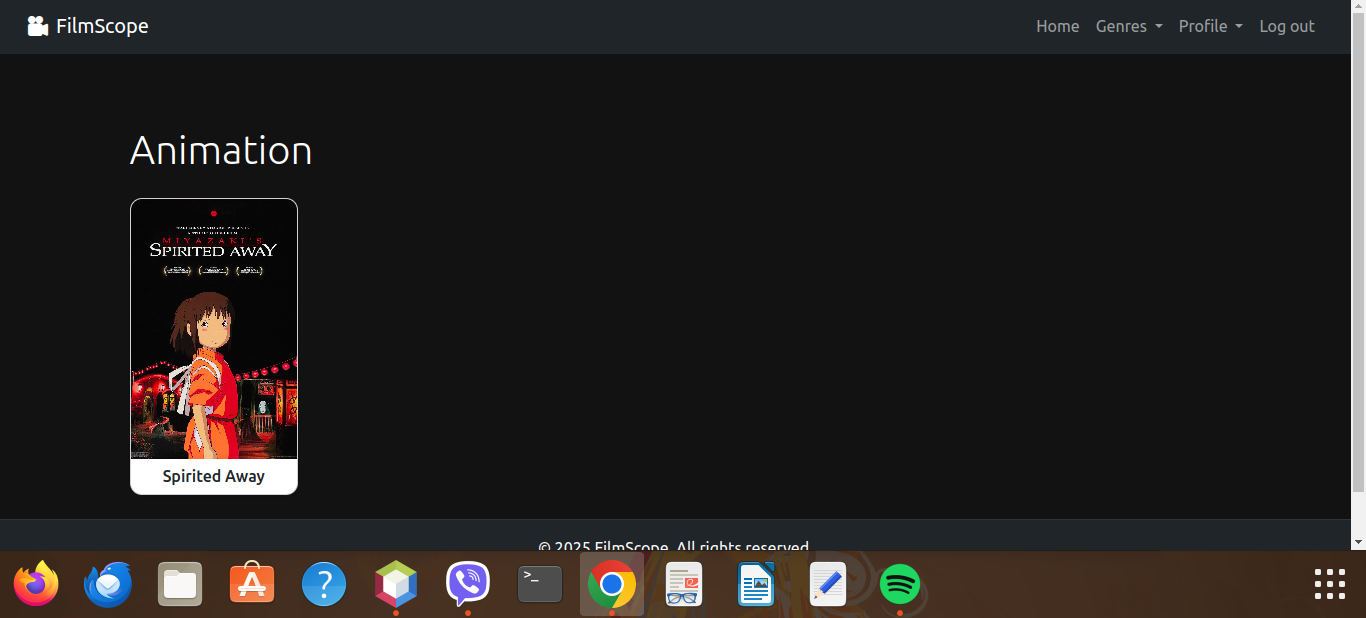 FilmScope
Home Genres Profile Log out
Animation
MIYAZAKI'S
SPIRITED AWAY
Spirited Away
© 2025 FilmScope. All rights reserved
>_
?